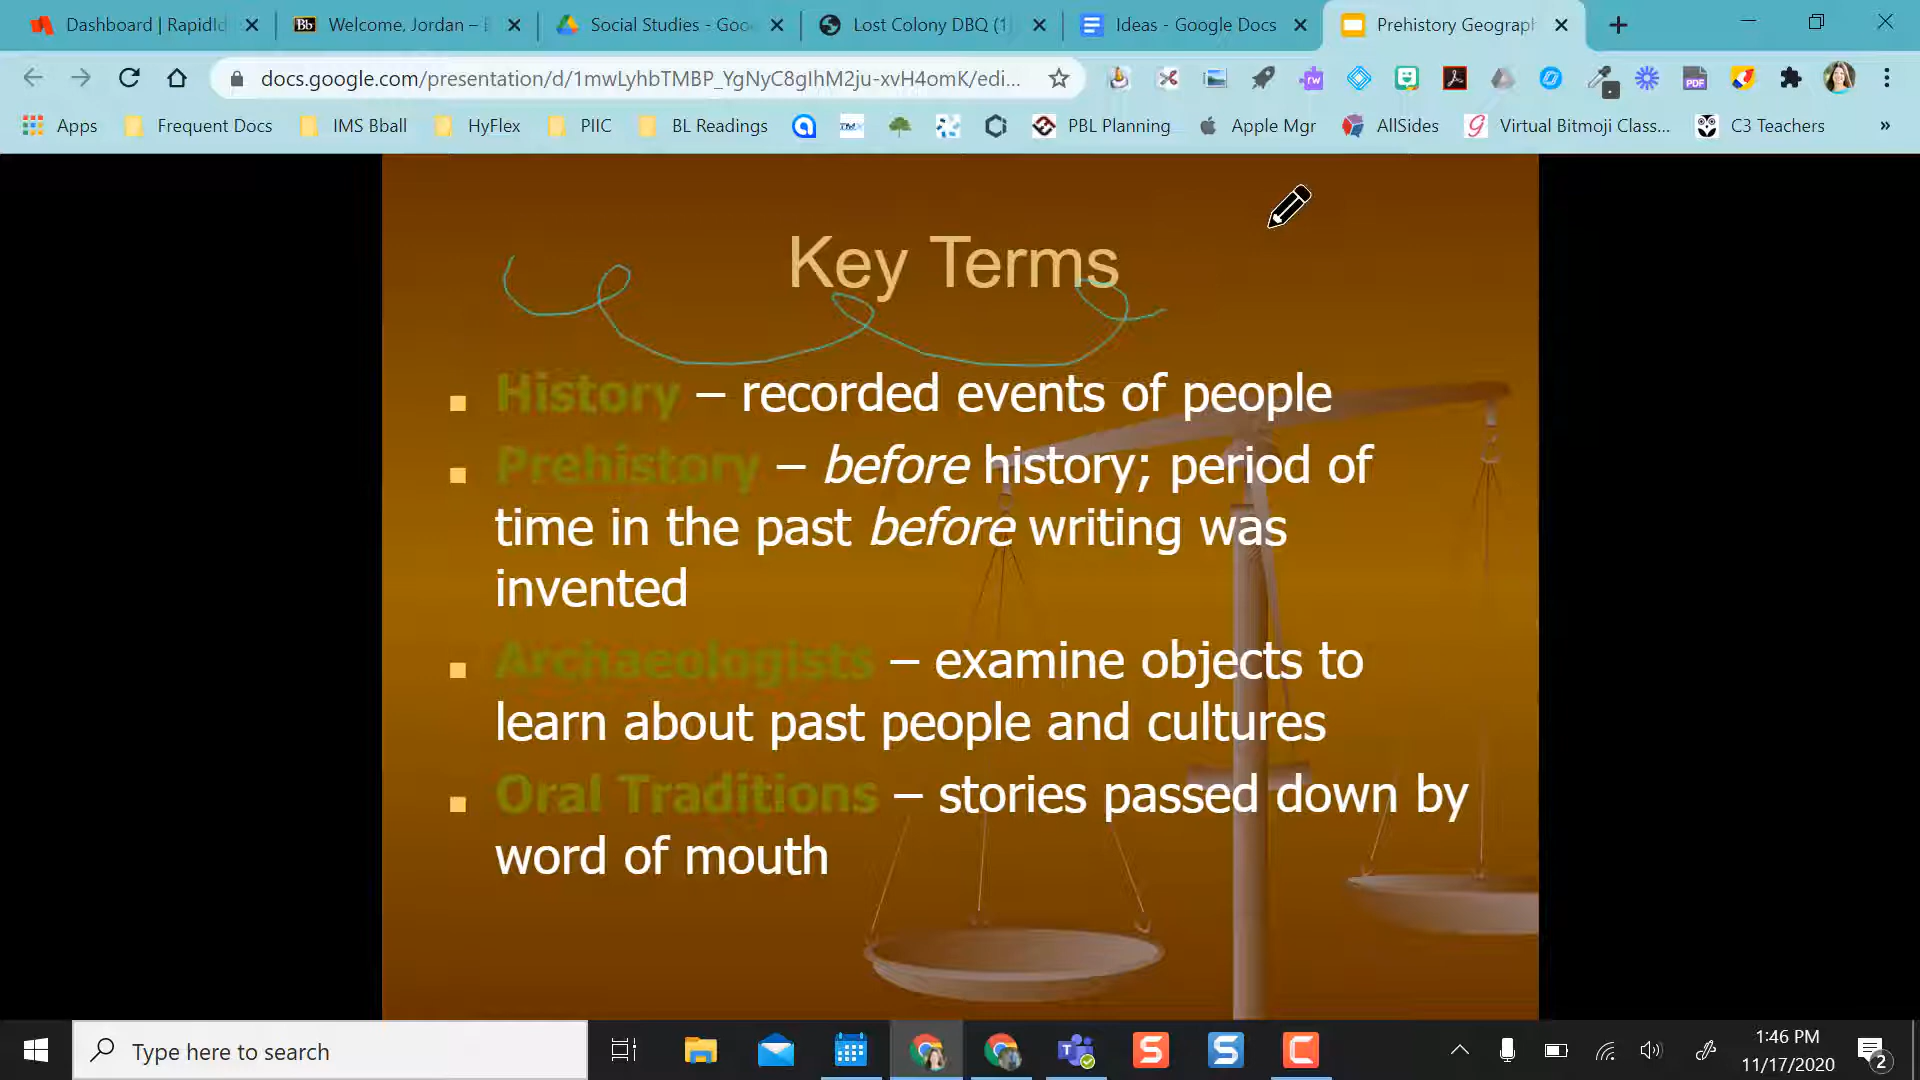 Dashboard | RapidId
Welcome, Jordan – E
Social Studies - Goo
Lost Colony DBQ (1)
Ideas - Google Docs
Prehistory Geograph
docs.google.com/presentation/d/1mwLyhbTMBP_YgNyC8gIhM2ju-xvH4omK/edi...
Apps
Frequent Docs
IMS Bball
HyFlex
PIIC
BL Readings
PBL Planning
Apple Mgr
AllSides
Virtual Bitmoji Class...
C3 Teachers
»
Key Terms
History – recorded events of people
Prehistory – before history; period of
time in the past before writing was
invented
Archaeologists – examine objects to
learn about past people and cultures
Oral Traditions – stories passed down by
word of mouth
Type here to search
1:46 PM
11/17/2020
2